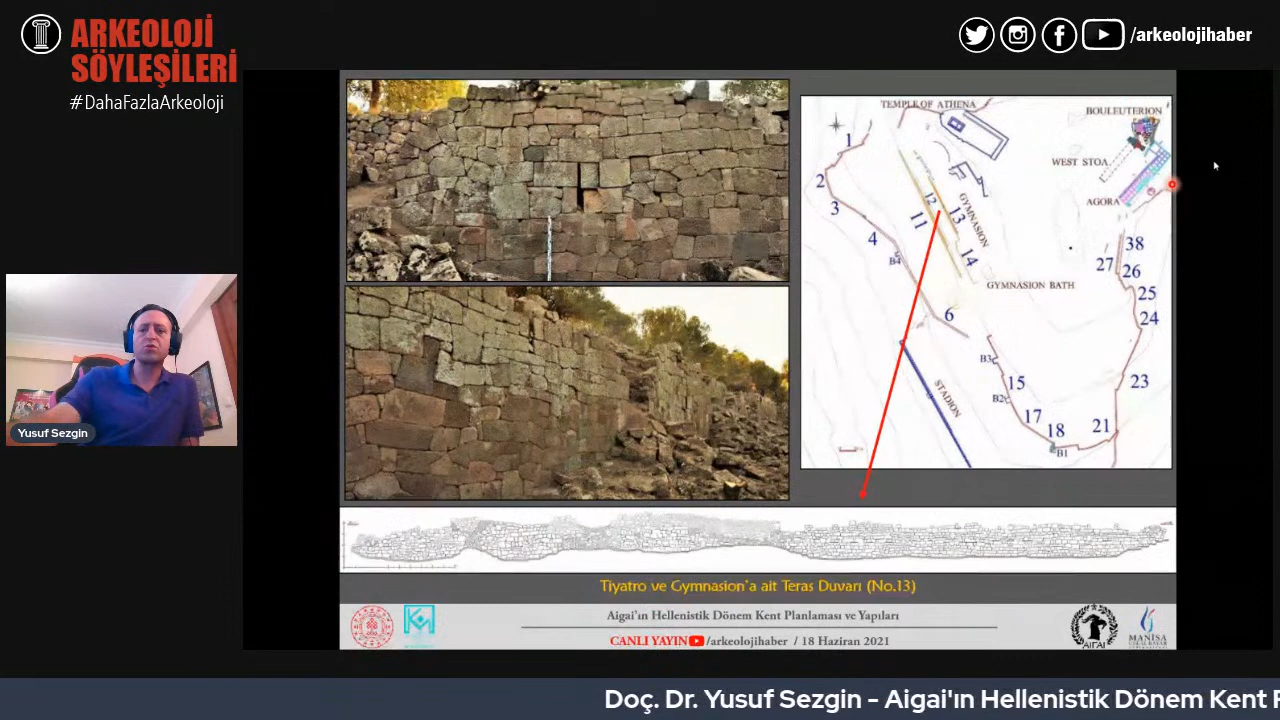 ARKEOLOJİ
SÖYLEŞİLERİ
#DahaFazlaArkeoloji
/arkeolojihaber
TEMPLE OF ATHENA
BOULEUTERION
WEST STOA
AGORA
GYMNASION
GYMNASION BATH
STADION
1
2
3
4
B4
6
11
12
13
14
B3
15
B2
17
18
B1
21
23
24
25
26
27
38
Yusuf Sezgin
Tiyatro ve Gymnasion'a ait Teras Duvarı (No.13)
Aigai'ın Hellenistik Dönem Kent Planlaması ve Yapıları
CANLI YAYIN /arkeolojihaber / 18 Haziran 2021
AIGAI
MANİSA
Doç. Dr. Yusuf Sezgin - Aigai'ın Hellenistik Dönem Kent